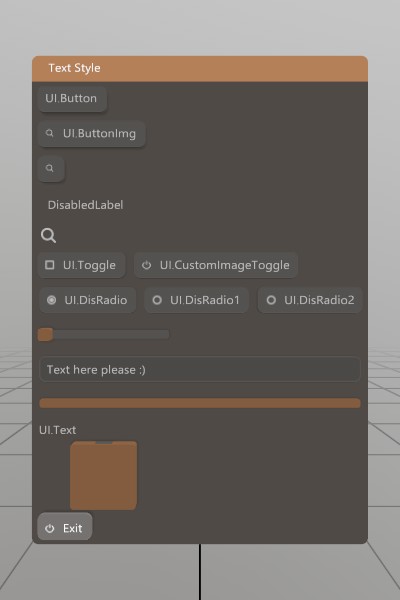 Text Style
UI.Button
UI.ButtonImg
DisabledLabel
UI.Toggle UI.CustomImageToggle
UI.DisRadio UI.DisRadio1 UI.DisRadio2
Text here please :)
UI.Text
Exit